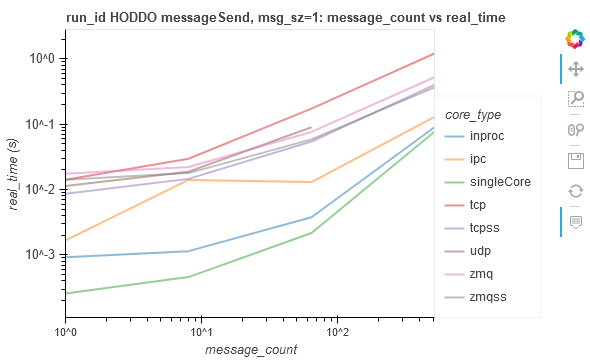 run_id HODDO messageSend, msg_sz=1: message_count vs real_time
real_time (s)
10^0
10^-1
10^-2
10^-3
10^0
10^1
10^2
message_count
core_type
inproc
ipc
singleCore
tcp
tcpss
udp
zmq
zmqss